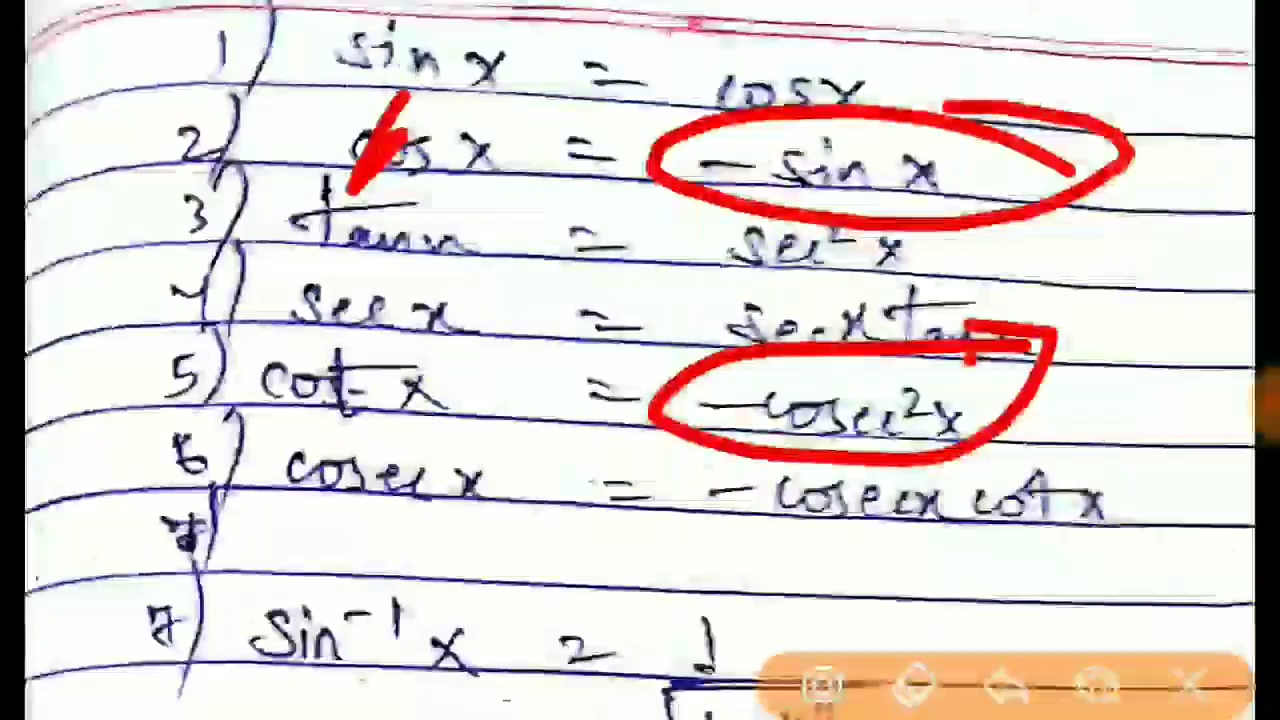 1) sin x = cos x
2) cos x = - sin x
3) tan x = sec² x
4) sec x = sec x tan
5) cot x = - cosec² x
6) cosec x = - cosec x cot x
7)
7) sin⁻¹ x = 1